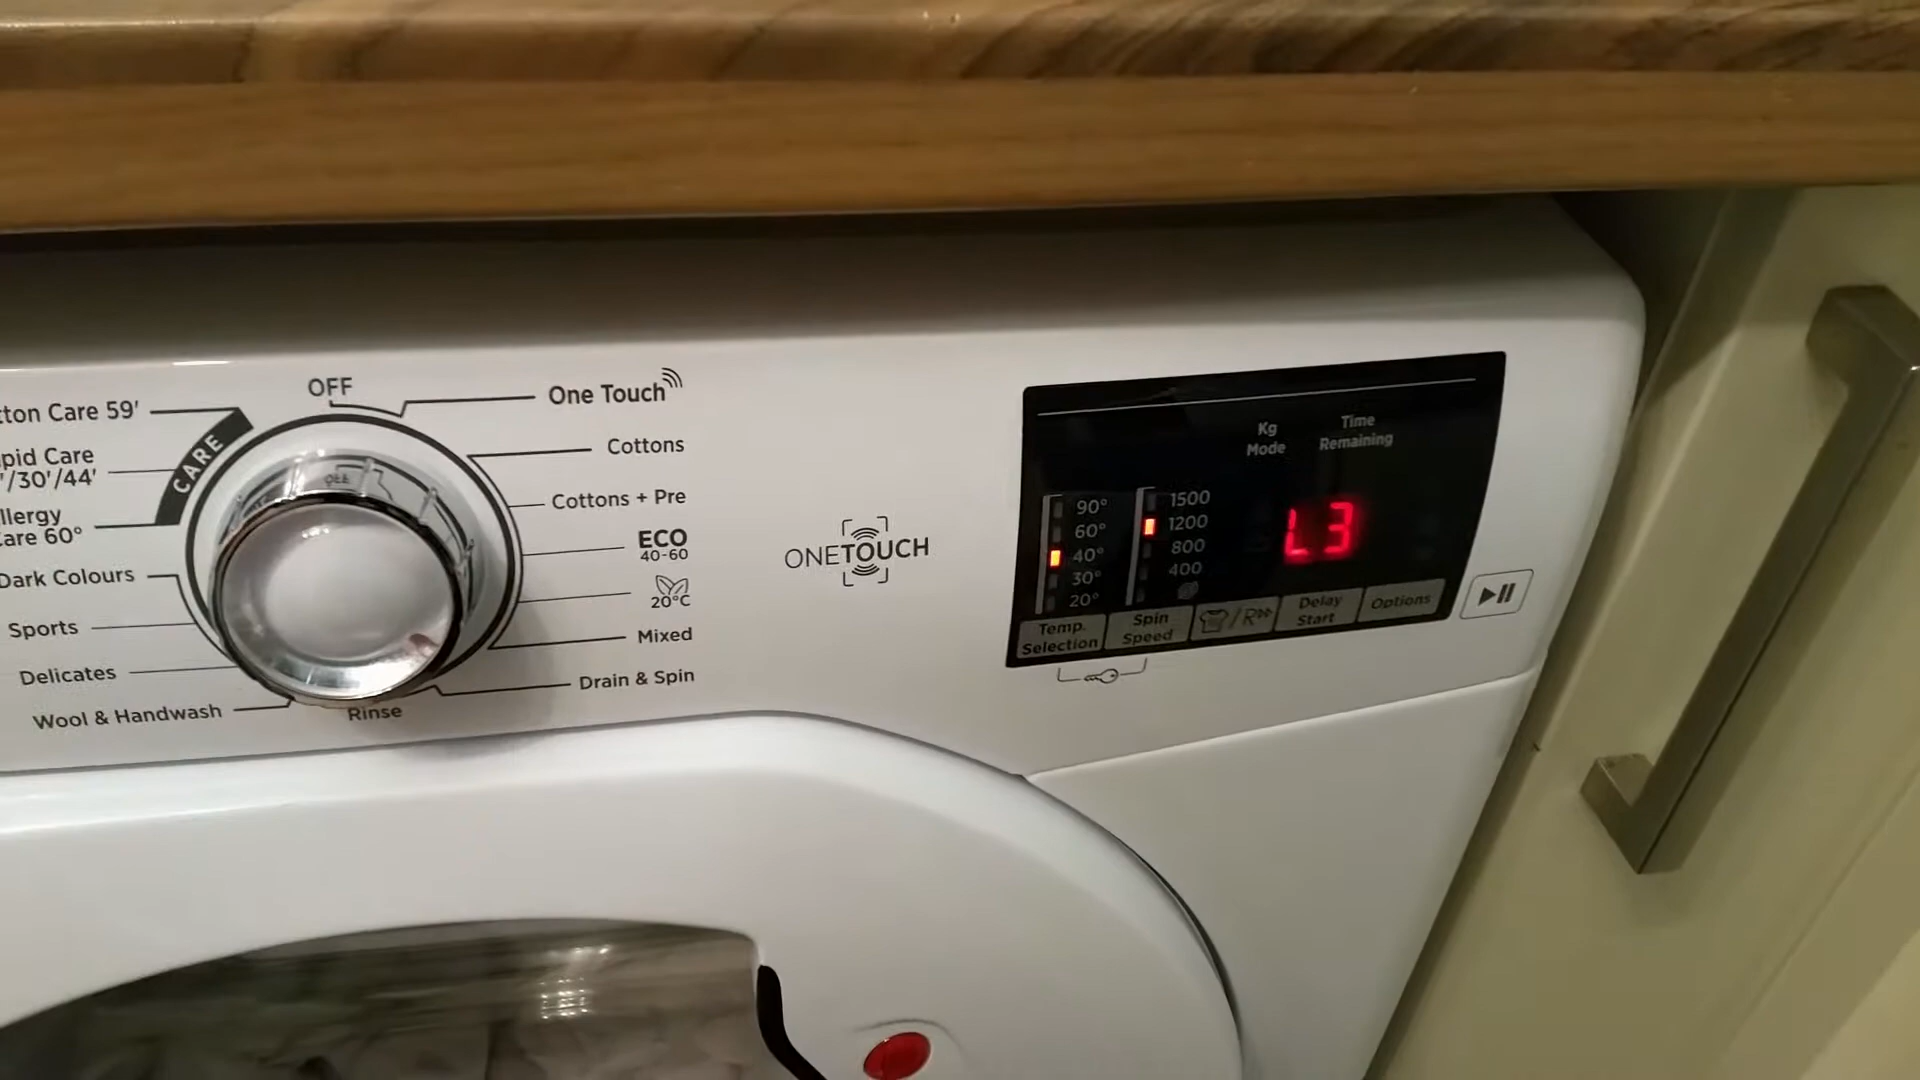 OFF
One Touch
tton Care 59'
Cottons
pid Care
'/30'/44'
CARE
Cottons + Pre
llergy
are 60°
ECO
40-60
20°C
Dark Colours
Sports
Mixed
Delicates
Drain & Spin
Wool & Handwash
Rinse
ONETOUCH
Kg
Mode
Time
Remaining
90°
60°
40°
30°
20°
1500
1200
800
400
L3
Temp.
Selection
Spin
Speed
/ R
Delay
Start
Options